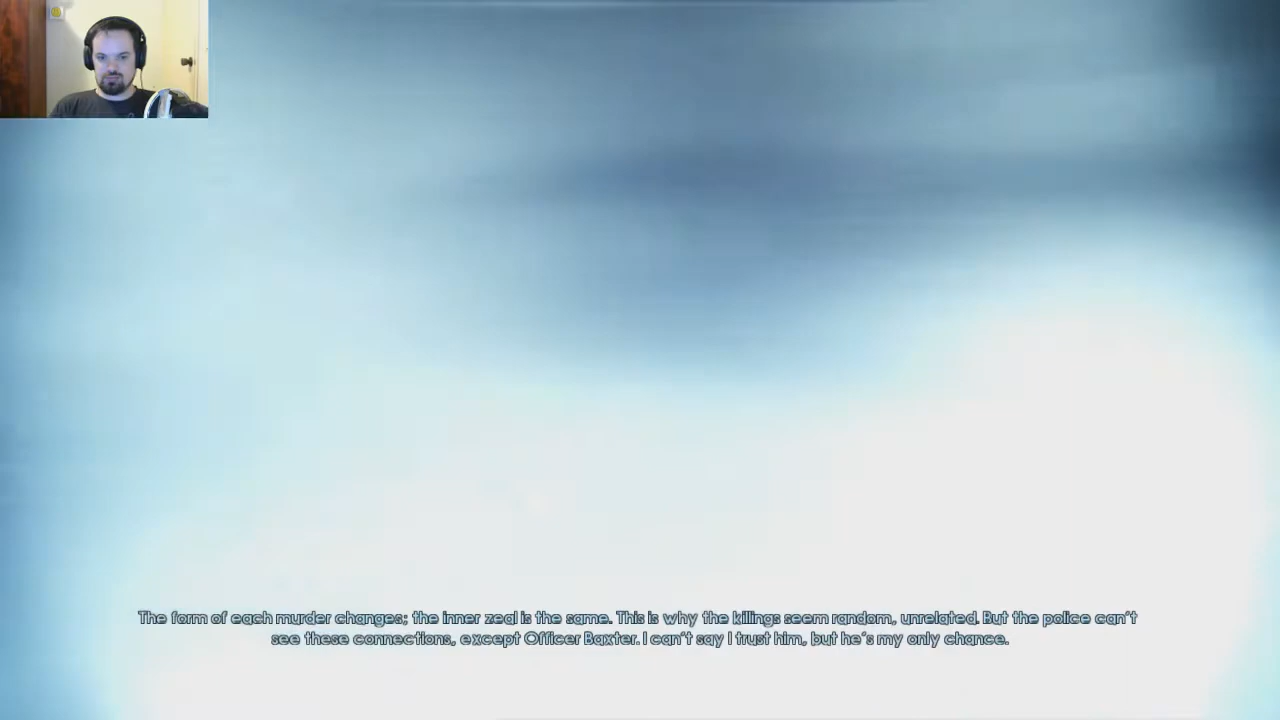 The form of each murder changes; the inner zeal is the same. This is why the killings seem random, unrelated. But the police can't
see these connections, except Officer Baxter. I can't say I trust him, but he's my only chance.